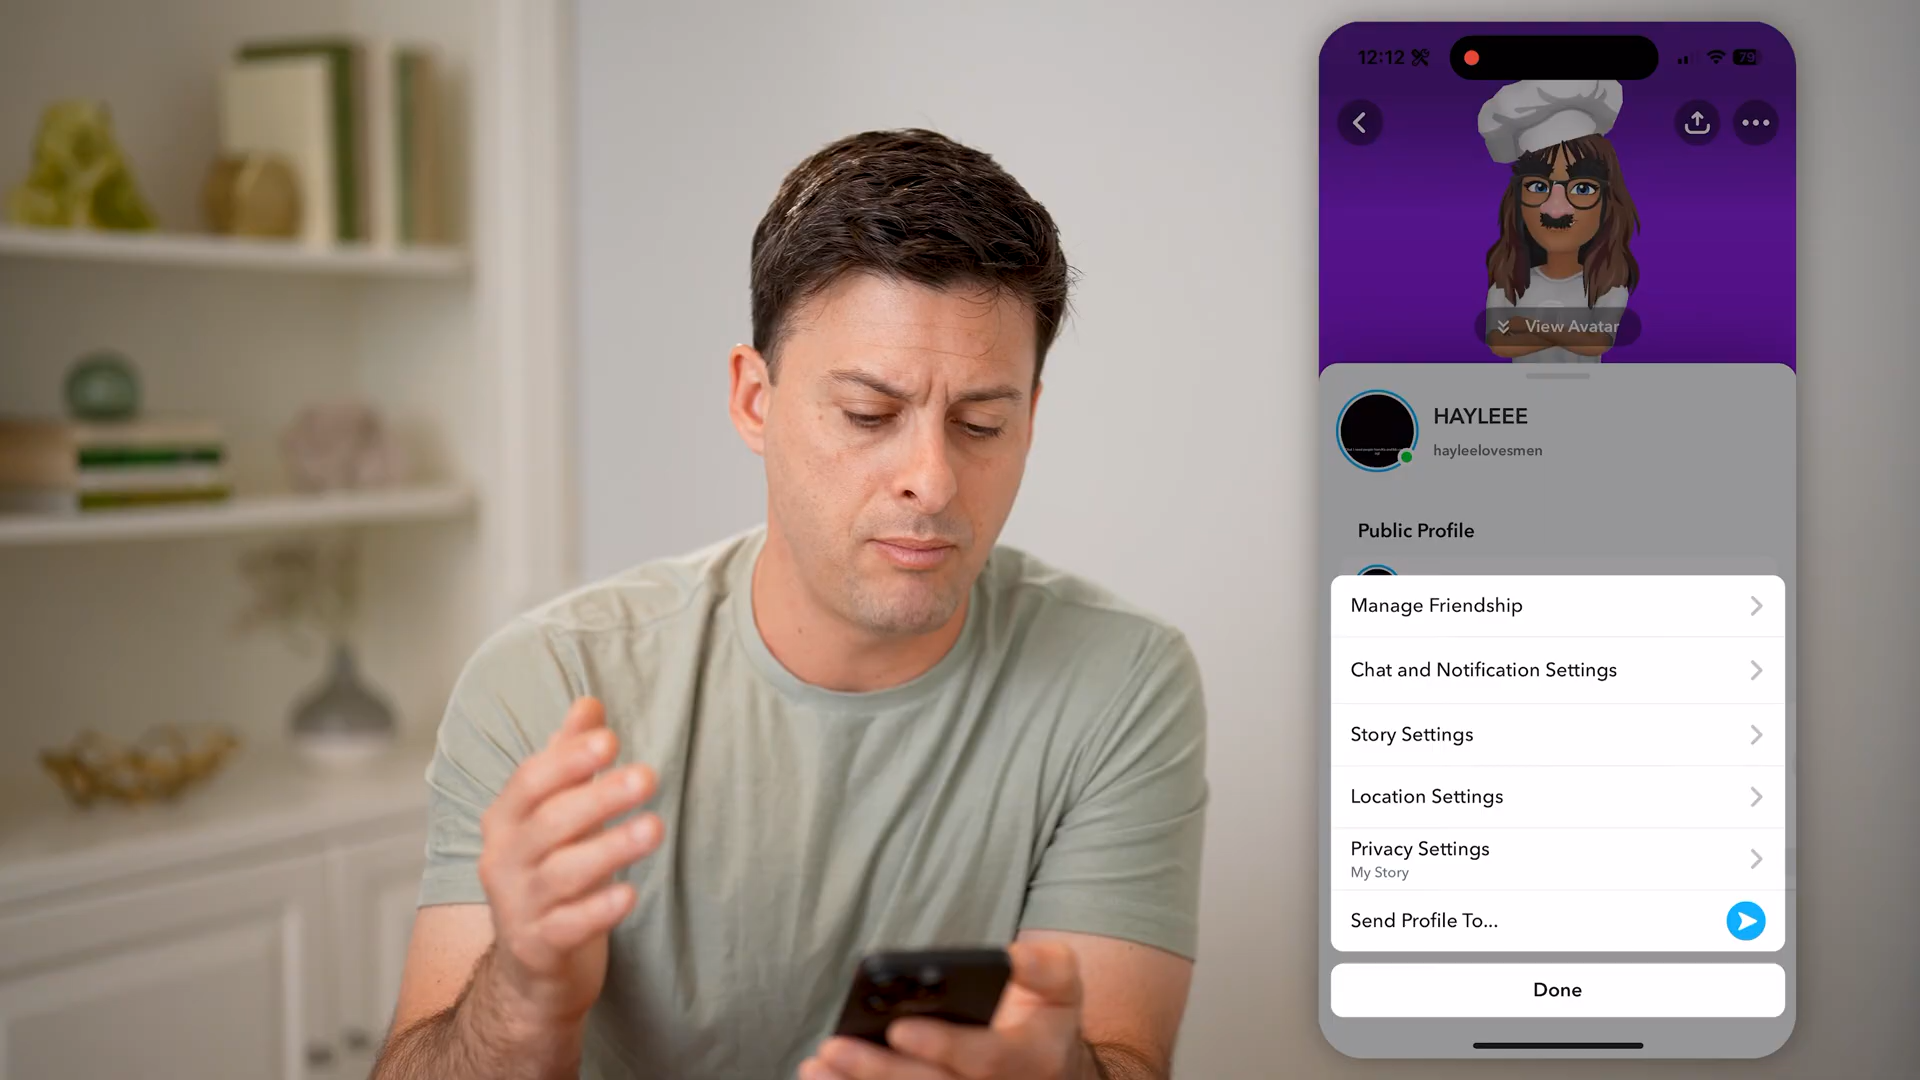 12:12
79
View Avatar
HAYLEEE
hayleelovesmen
Public Profile
Manage Friendship
Chat and Notification Settings
Story Settings
Location Settings
Privacy Settings
My Story
Send Profile To...
Done